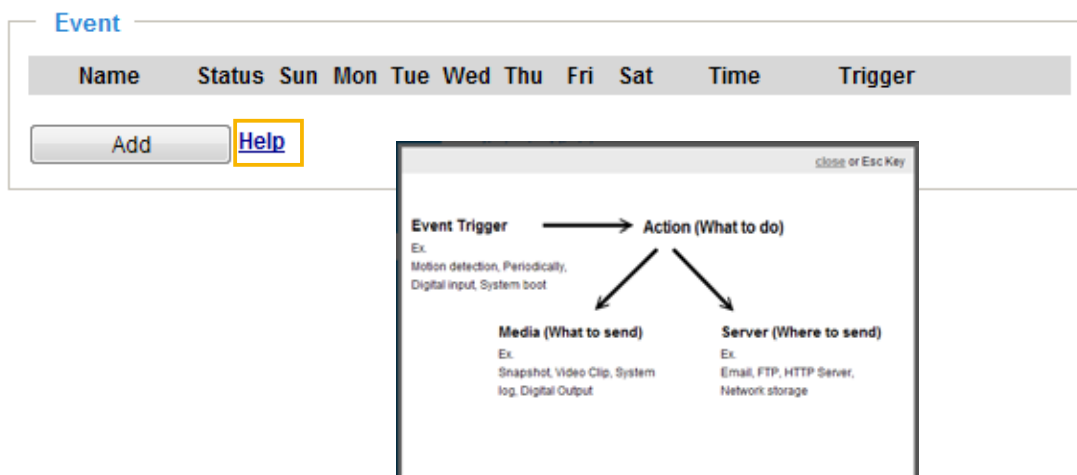 Event
Name Status Sun Mon Tue Wed Thu Fri Sat Time Trigger
Add Help
close or Esc Key
Event Trigger Action (What to do)
Ex.
Motion detection, Periodically,
Digital input, System boot
Media (What to send)
Ex.
Snapshot, Video Clip, System
log, Digital Output
Server (Where to send)
Ex.
Email, FTP, HTTP Server,
Network storage